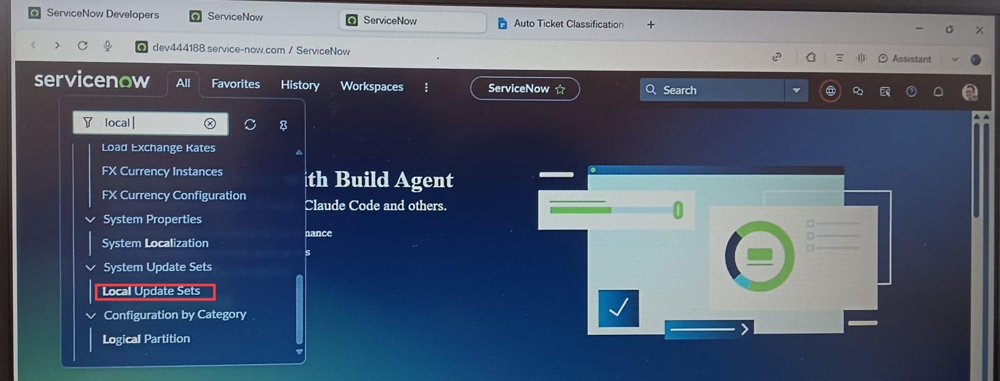 ServiceNow Developers
ServiceNow
ServiceNow
Auto Ticket Classification
dev444188.service-now.com / ServiceNow
Assistant
servicenow
All
Favorites
History
Workspaces
ServiceNow
Search
local
Load Exchange Rates
FX Currency Instances
FX Currency Configuration
System Properties
System Localization
System Update Sets
Local Update Sets
Configuration by Category
Logical Partition
ith Build Agent
Claude Code and others.
nance
s